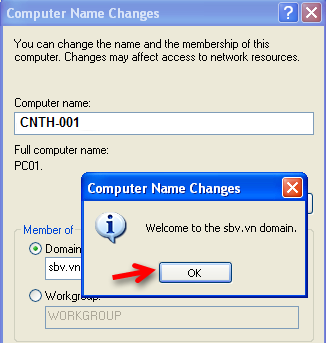 Computer Name Changes
You can change the name and the membership of this
computer. Changes may affect access to network resources.
Computer name:
CNTH-001
Full computer name:
PC01.
Computer Name Changes
Welcome to the sbv.vn domain.
OK
Member of
Domain
sbv.vn
Workgroup:
WORKGROUP